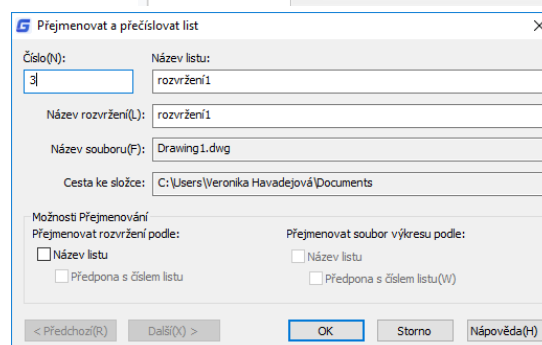 Přejmenovat a přečíslovat list
Číslo(N): Název listu:
3 rozvržení1
Název rozvržení(L): rozvržení1
Název souboru(F): Drawing1.dwg
Cesta ke složce: C:\Users\Veronika Havadejová\Documents
Možnosti Přejmenování
Přejmenovat rozvržení podle: Přejmenovat soubor výkresu podle:
Název listu Název listu
Předpona s číslem listu Předpona s číslem listu(W)
< Předchozí(R) Další(X) > OK Storno Nápověda(H)